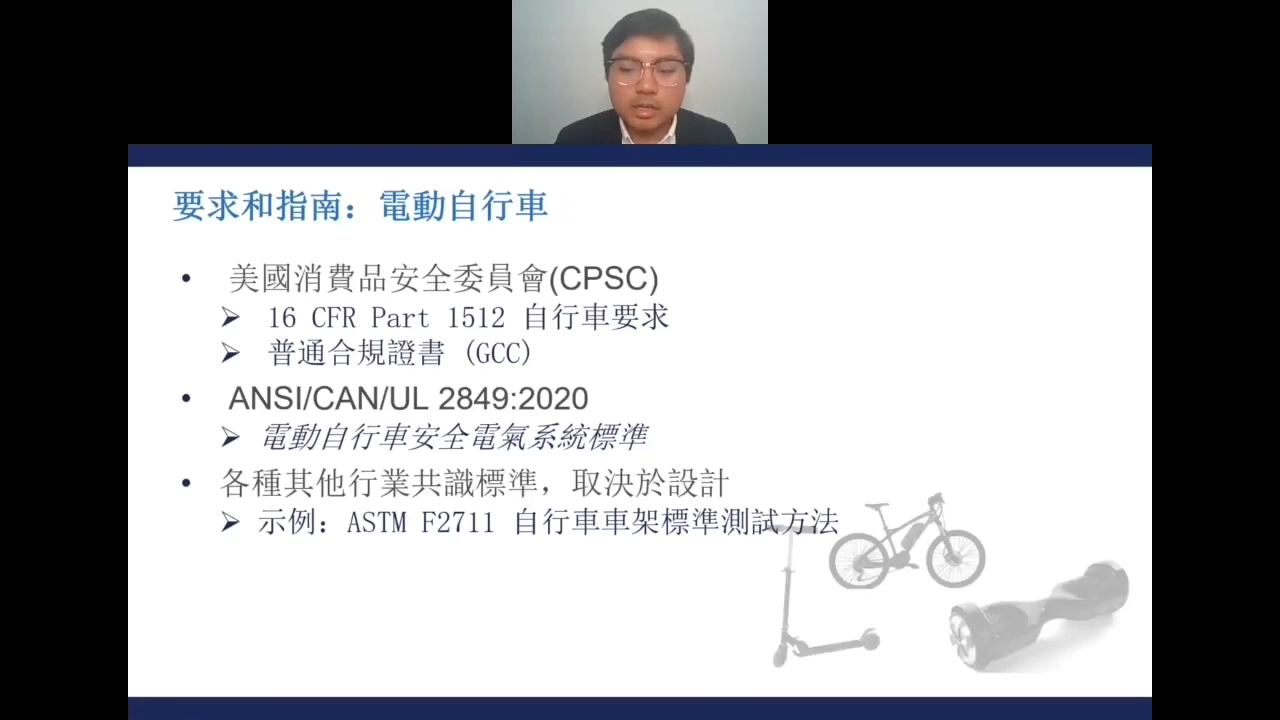 要求和指南：電動自行車
• 美國消費品安全委員會(CPSC)
➢ 16 CFR Part 1512 自行車要求
➢ 普通合規證書 (GCC)
• ANSI/CAN/UL 2849:2020
➢ 電動自行車安全電氣系統標準
• 各種其他行業共識標準，取決於設計
➢ 示例：ASTM F2711 自行車車架標準測試方法